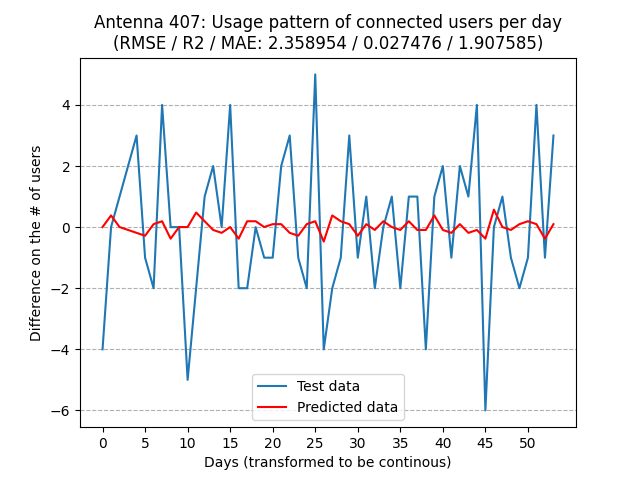 Antenna 407: Usage pattern of connected users per day
(RMSE / R2 / MAE: 2.358954 / 0.027476 / 1.907585)
Difference on the # of users
4
2
0
−2
−4
−6
Test data
Predicted data
0 5 10 15 20 25 30 35 40 45 50
Days (transformed to be continous)